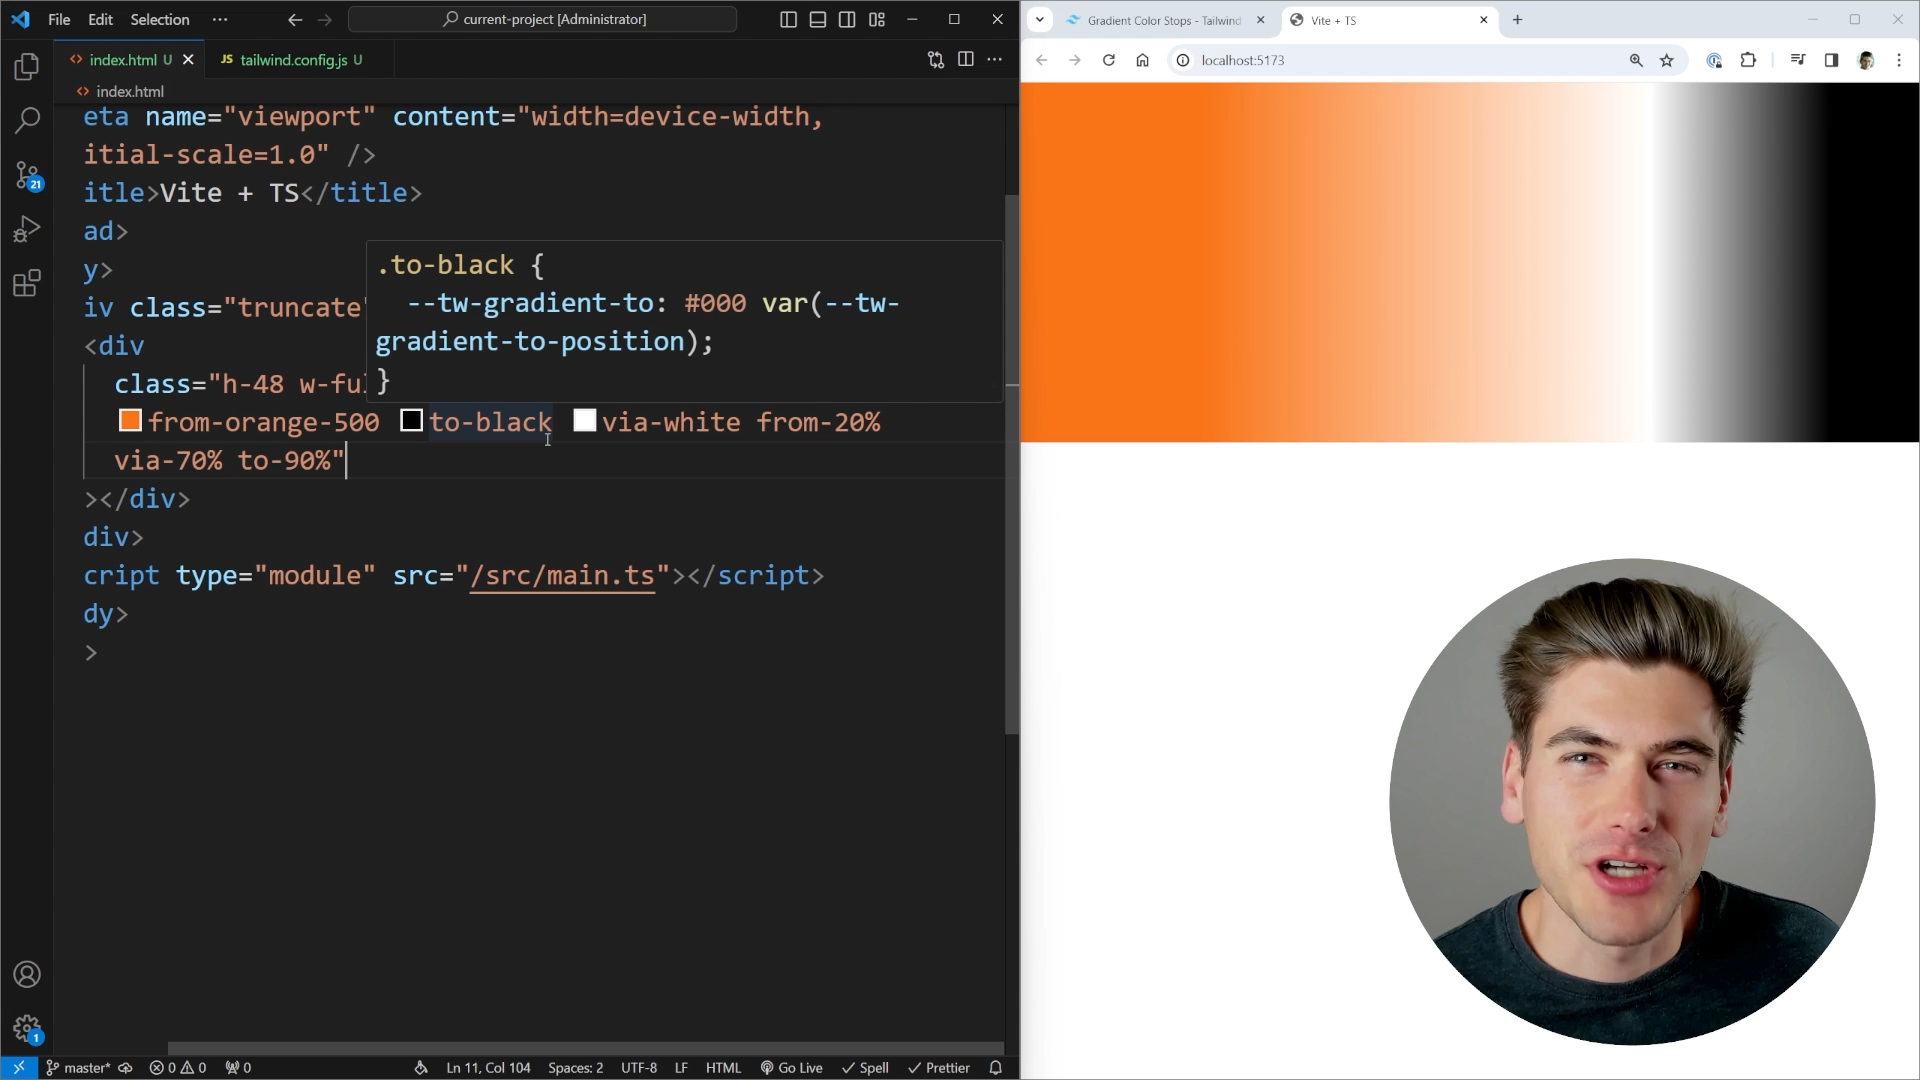 File Edit Selection ··· current-project [Administrator]
index.html U JS tailwind.config.js U
index.html
eta name="viewport" content="width=device-width,
itial-scale=1.0" />
itle>Vite + TS</title>
ad>
y>
iv class="truncate"
<div
class="h-48 w-ful
from-orange-500 to-black via-white from-20%
via-70% to-90%"
></div>
div>
cript type="module" src="/src/main.ts"></script>
dy>
>
.to-black {
--tw-gradient-to: #000 var(--tw-
gradient-to-position);
}
21
1
master* 0 0 0 Ln 11, Col 104 Spaces: 2 UTF-8 LF HTML Go Live Spell Prettier
Gradient Color Stops - Tailwind Vite + TS
localhost:5173